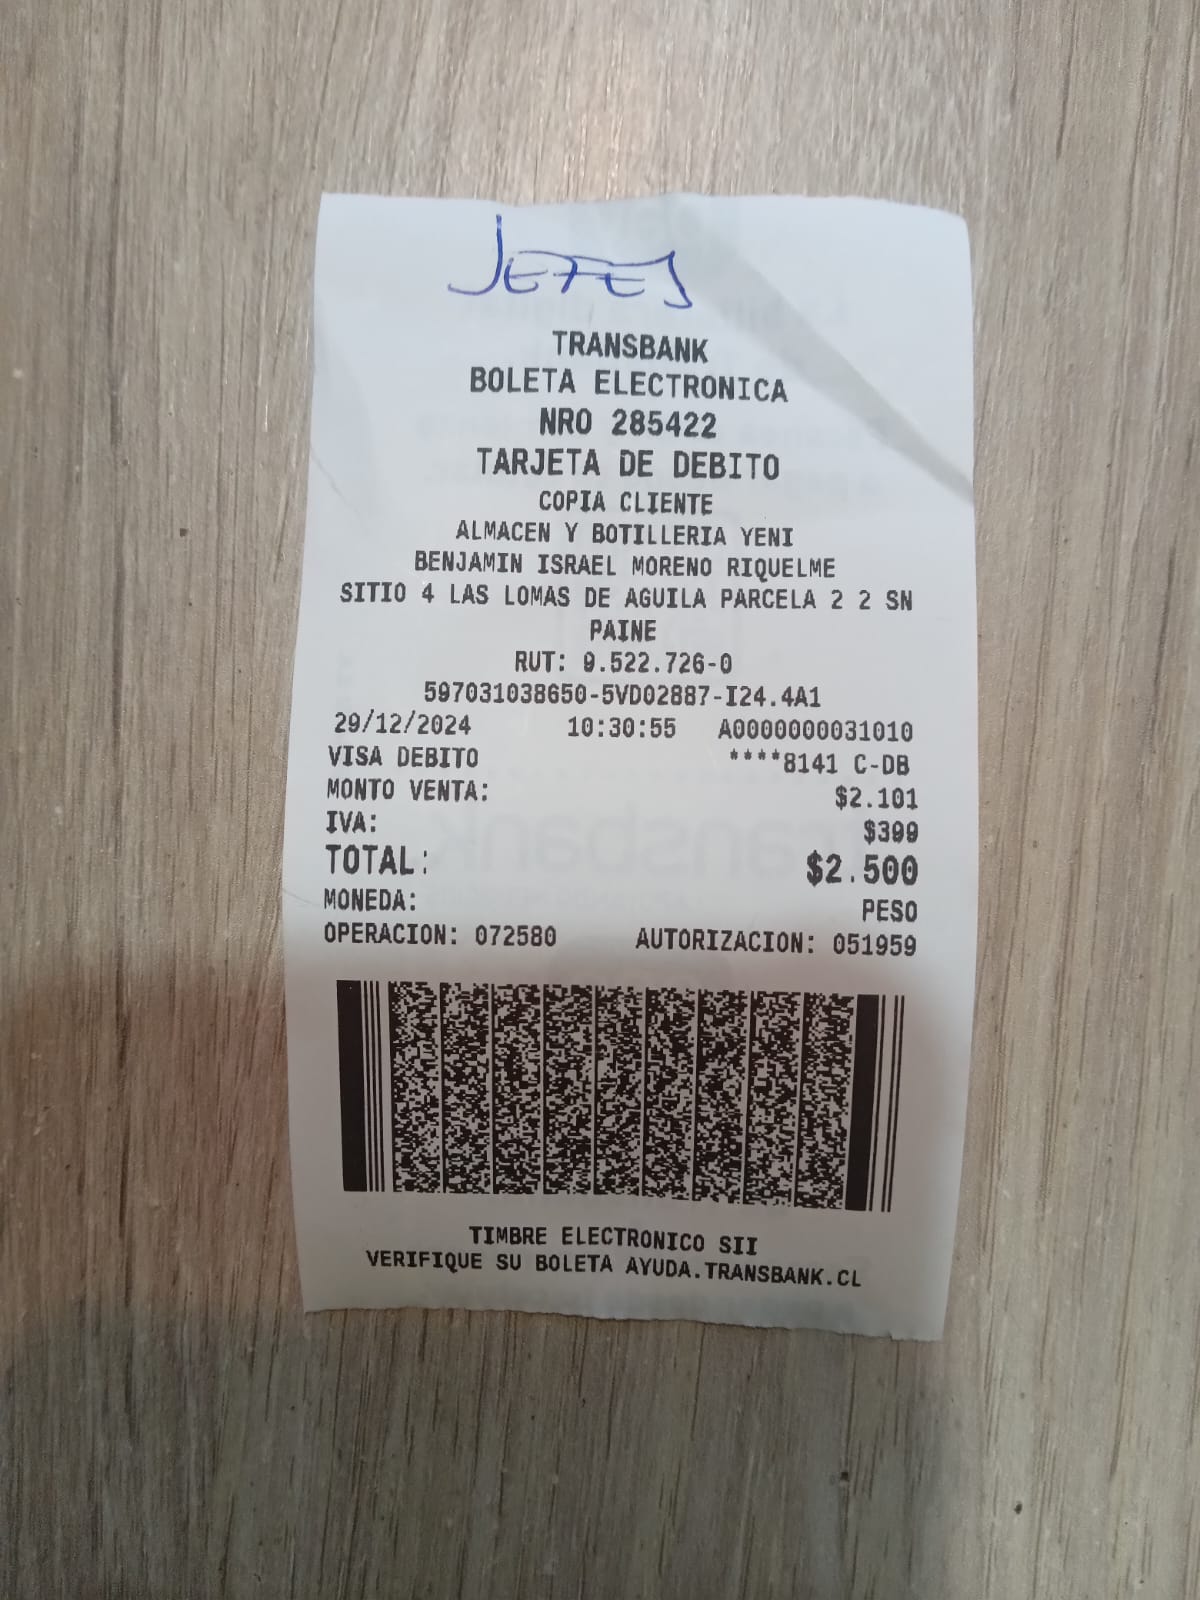 JEFES
TRANSBANK
BOLETA ELECTRONICA
NRO 285422
TARJETA DE DEBITO
COPIA CLIENTE
ALMACEN Y BOTILLERIA YENI
BENJAMIN ISRAEL MORENO RIQUELME
SITIO 4 LAS LOMAS DE AGUILA PARCELA 2 2 SN
PAINE
RUT: 9.522.726-0
597031038650-5VD02887-I24.4A1
29/12/2024 10:30:55 A0000000031010
VISA DEBITO ****8141 C-DB
MONTO VENTA: $2.101
IVA: $399
TOTAL: $2.500
MONEDA: PESO
OPERACION: 072580 AUTORIZACION: 051959
TIMBRE ELECTRONICO SII
VERIFIQUE SU BOLETA AYUDA.TRANSBANK.CL